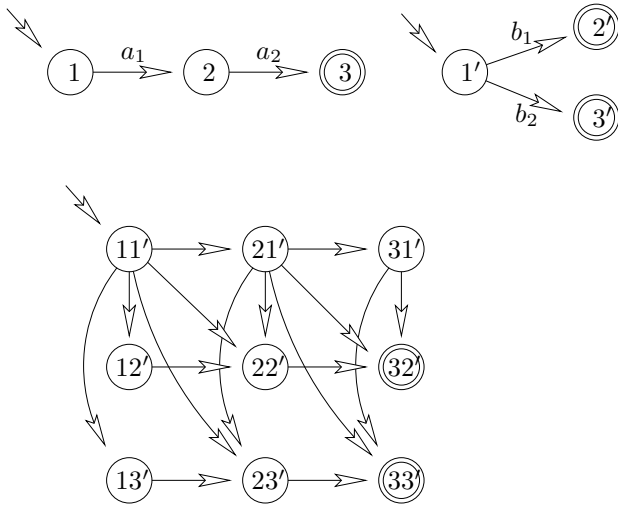 1 a₁ 2 a₂ 3
1′ b₁ 2′
b₂ 3′
11′ 21′ 31′
12′ 22′ 32′
13′ 23′ 33′